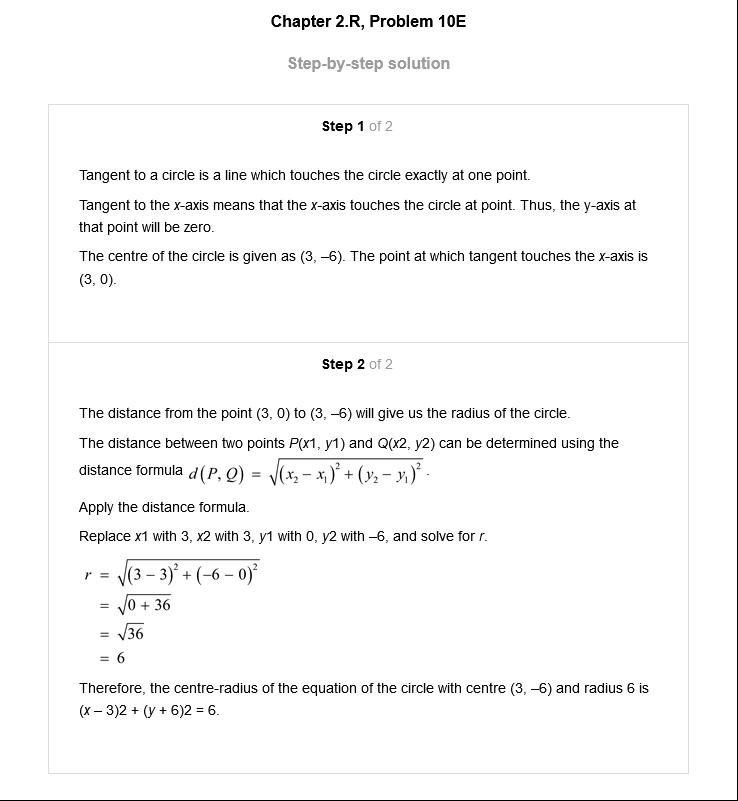 Chapter 2.R, Problem 10E
Step-by-step solution
Step 1 of 2
Tangent to a circle is a line which touches the circle exactly at one point.
Tangent to the x-axis means that the x-axis touches the circle at point. Thus, the y-axis at
that point will be zero.
The centre of the circle is given as (3, –6). The point at which tangent touches the x-axis is
(3, 0).
Step 2 of 2
The distance from the point (3, 0) to (3, –6) will give us the radius of the circle.
The distance between two points P(x1, y1) and Q(x2, y2) can be determined using the
distance formula d(P, Q) = √((x₂ – x₁)² + (y₂ – y₁)²) .
Apply the distance formula.
Replace x1 with 3, x2 with 3, y1 with 0, y2 with –6, and solve for r.
r = √((3 – 3)² + (–6 – 0)²)
= √(0 + 36)
= √36
= 6
Therefore, the centre-radius of the equation of the circle with centre (3, –6) and radius 6 is
(x – 3)2 + (y + 6)2 = 6.